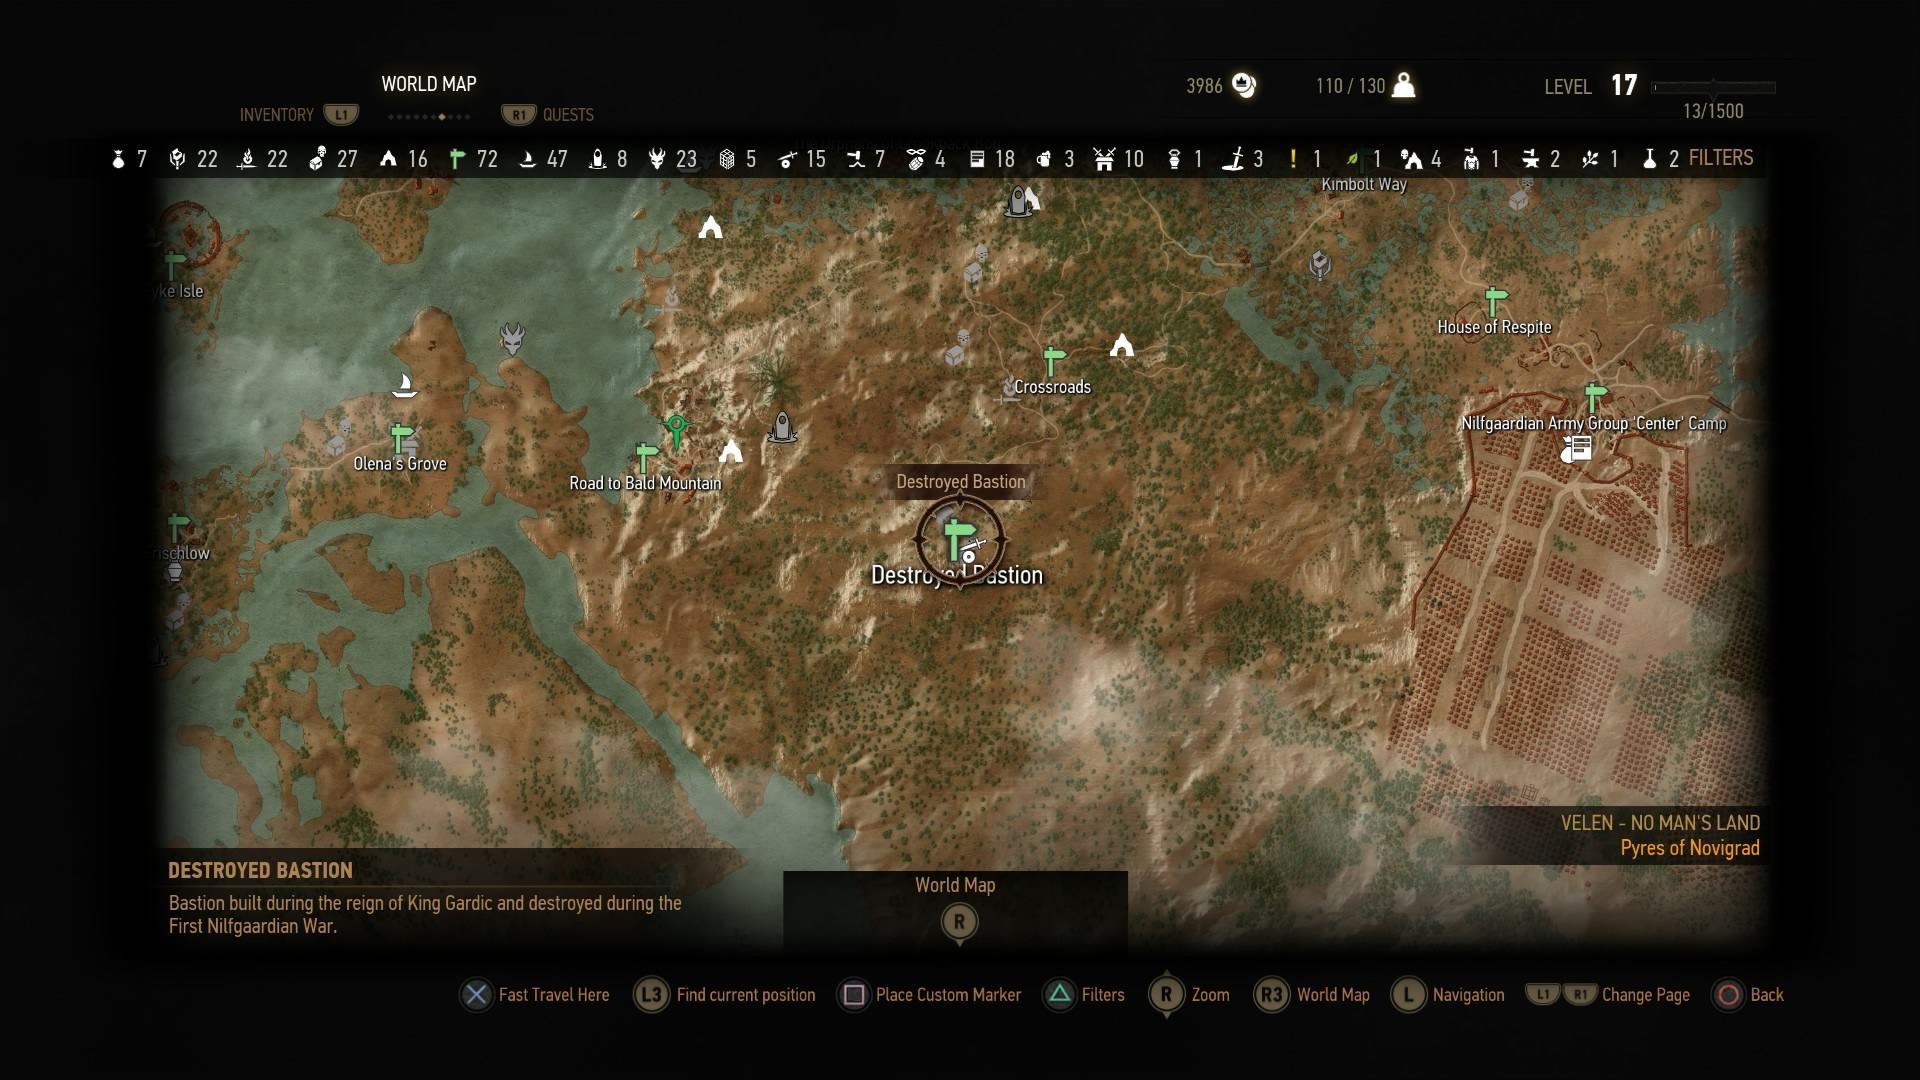 WORLD MAP
3986
110 / 130
LEVEL 17
13/1500
INVENTORY L1
R1 QUESTS
7 22 22 27 16 72 47 8 23 5 15 7 4 18 3 10 1 3 1 1 4 1 2 1 2 FILTERS
Kimbolt Way
yke Isle
House of Respite
Crossroads
Nilfgaardian Army Group 'Center' Camp
Olena's Grove
Road to Bald Mountain
Destroyed Bastion
rischlow
Destroyed Bastion
VELEN - NO MAN'S LAND
Pyres of Novigrad
DESTROYED BASTION
Bastion built during the reign of King Gardic and destroyed during the
First Nilfgaardian War.
World Map
R
Fast Travel Here L3 Find current position Place Custom Marker Filters R Zoom R3 World Map L Navigation L1 R1 Change Page Back